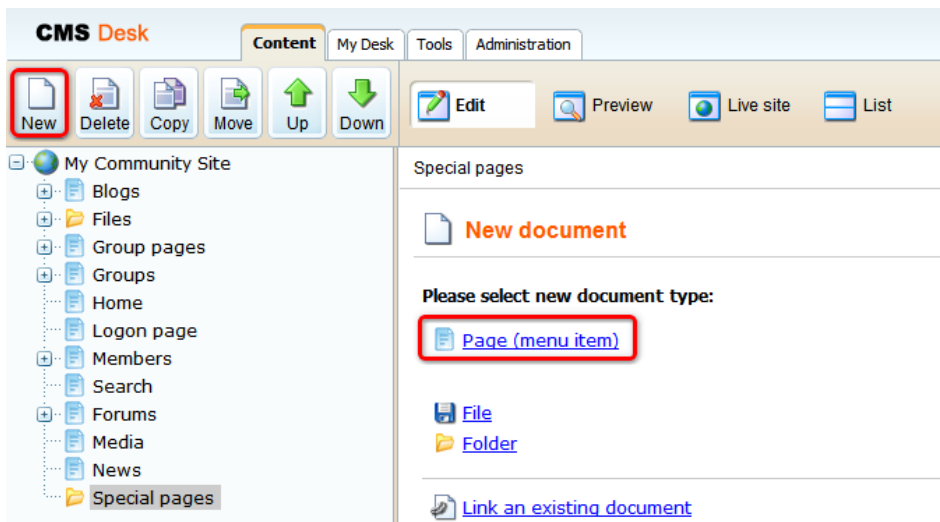 CMS Desk
Content My Desk Tools Administration
New Delete Copy Move Up Down
Edit Preview Live site List
My Community Site
Blogs
Files
Group pages
Groups
Home
Logon page
Members
Search
Forums
Media
News
Special pages
Special pages
New document
Please select new document type:
Page (menu item)
File
Folder
Link an existing document